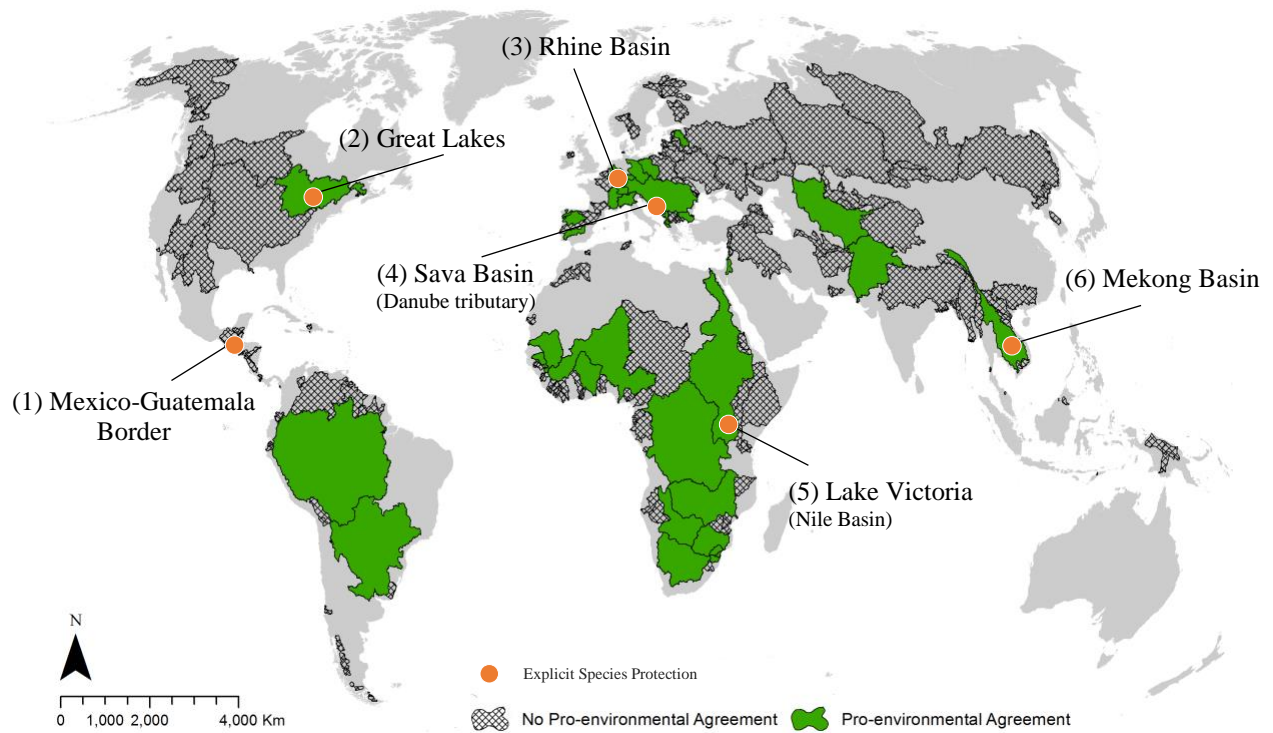 (3) Rhine Basin
(2) Great Lakes
(4) Sava Basin
(Danube tributary)
(6) Mekong Basin
(1) Mexico-Guatemala
Border
(5) Lake Victoria
(Nile Basin)
N
0 1,000 2,000 4,000 Km
Explicit Species Protection
No Pro-environmental Agreement
Pro-environmental Agreement